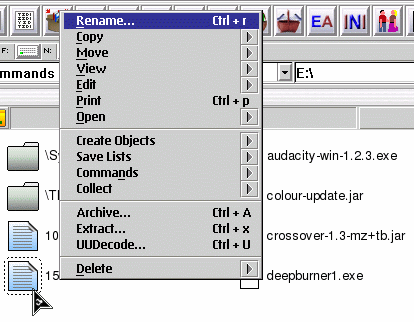 EA INI
Rename... Ctrl + r
Copy
Move
F: N:
View
mmands E:\
Edit
Print Ctrl + p
Open
Create Objects
\Sy audacity-win-1.2.3.exe
Save Lists
Commands
Collect
\Th colour-update.jar
Archive... Ctrl + A
Extract... Ctrl + x
10 crossover-1.3-mz+tb.jar
UUDecode... Ctrl + U
Delete
15 deepburner1.exe